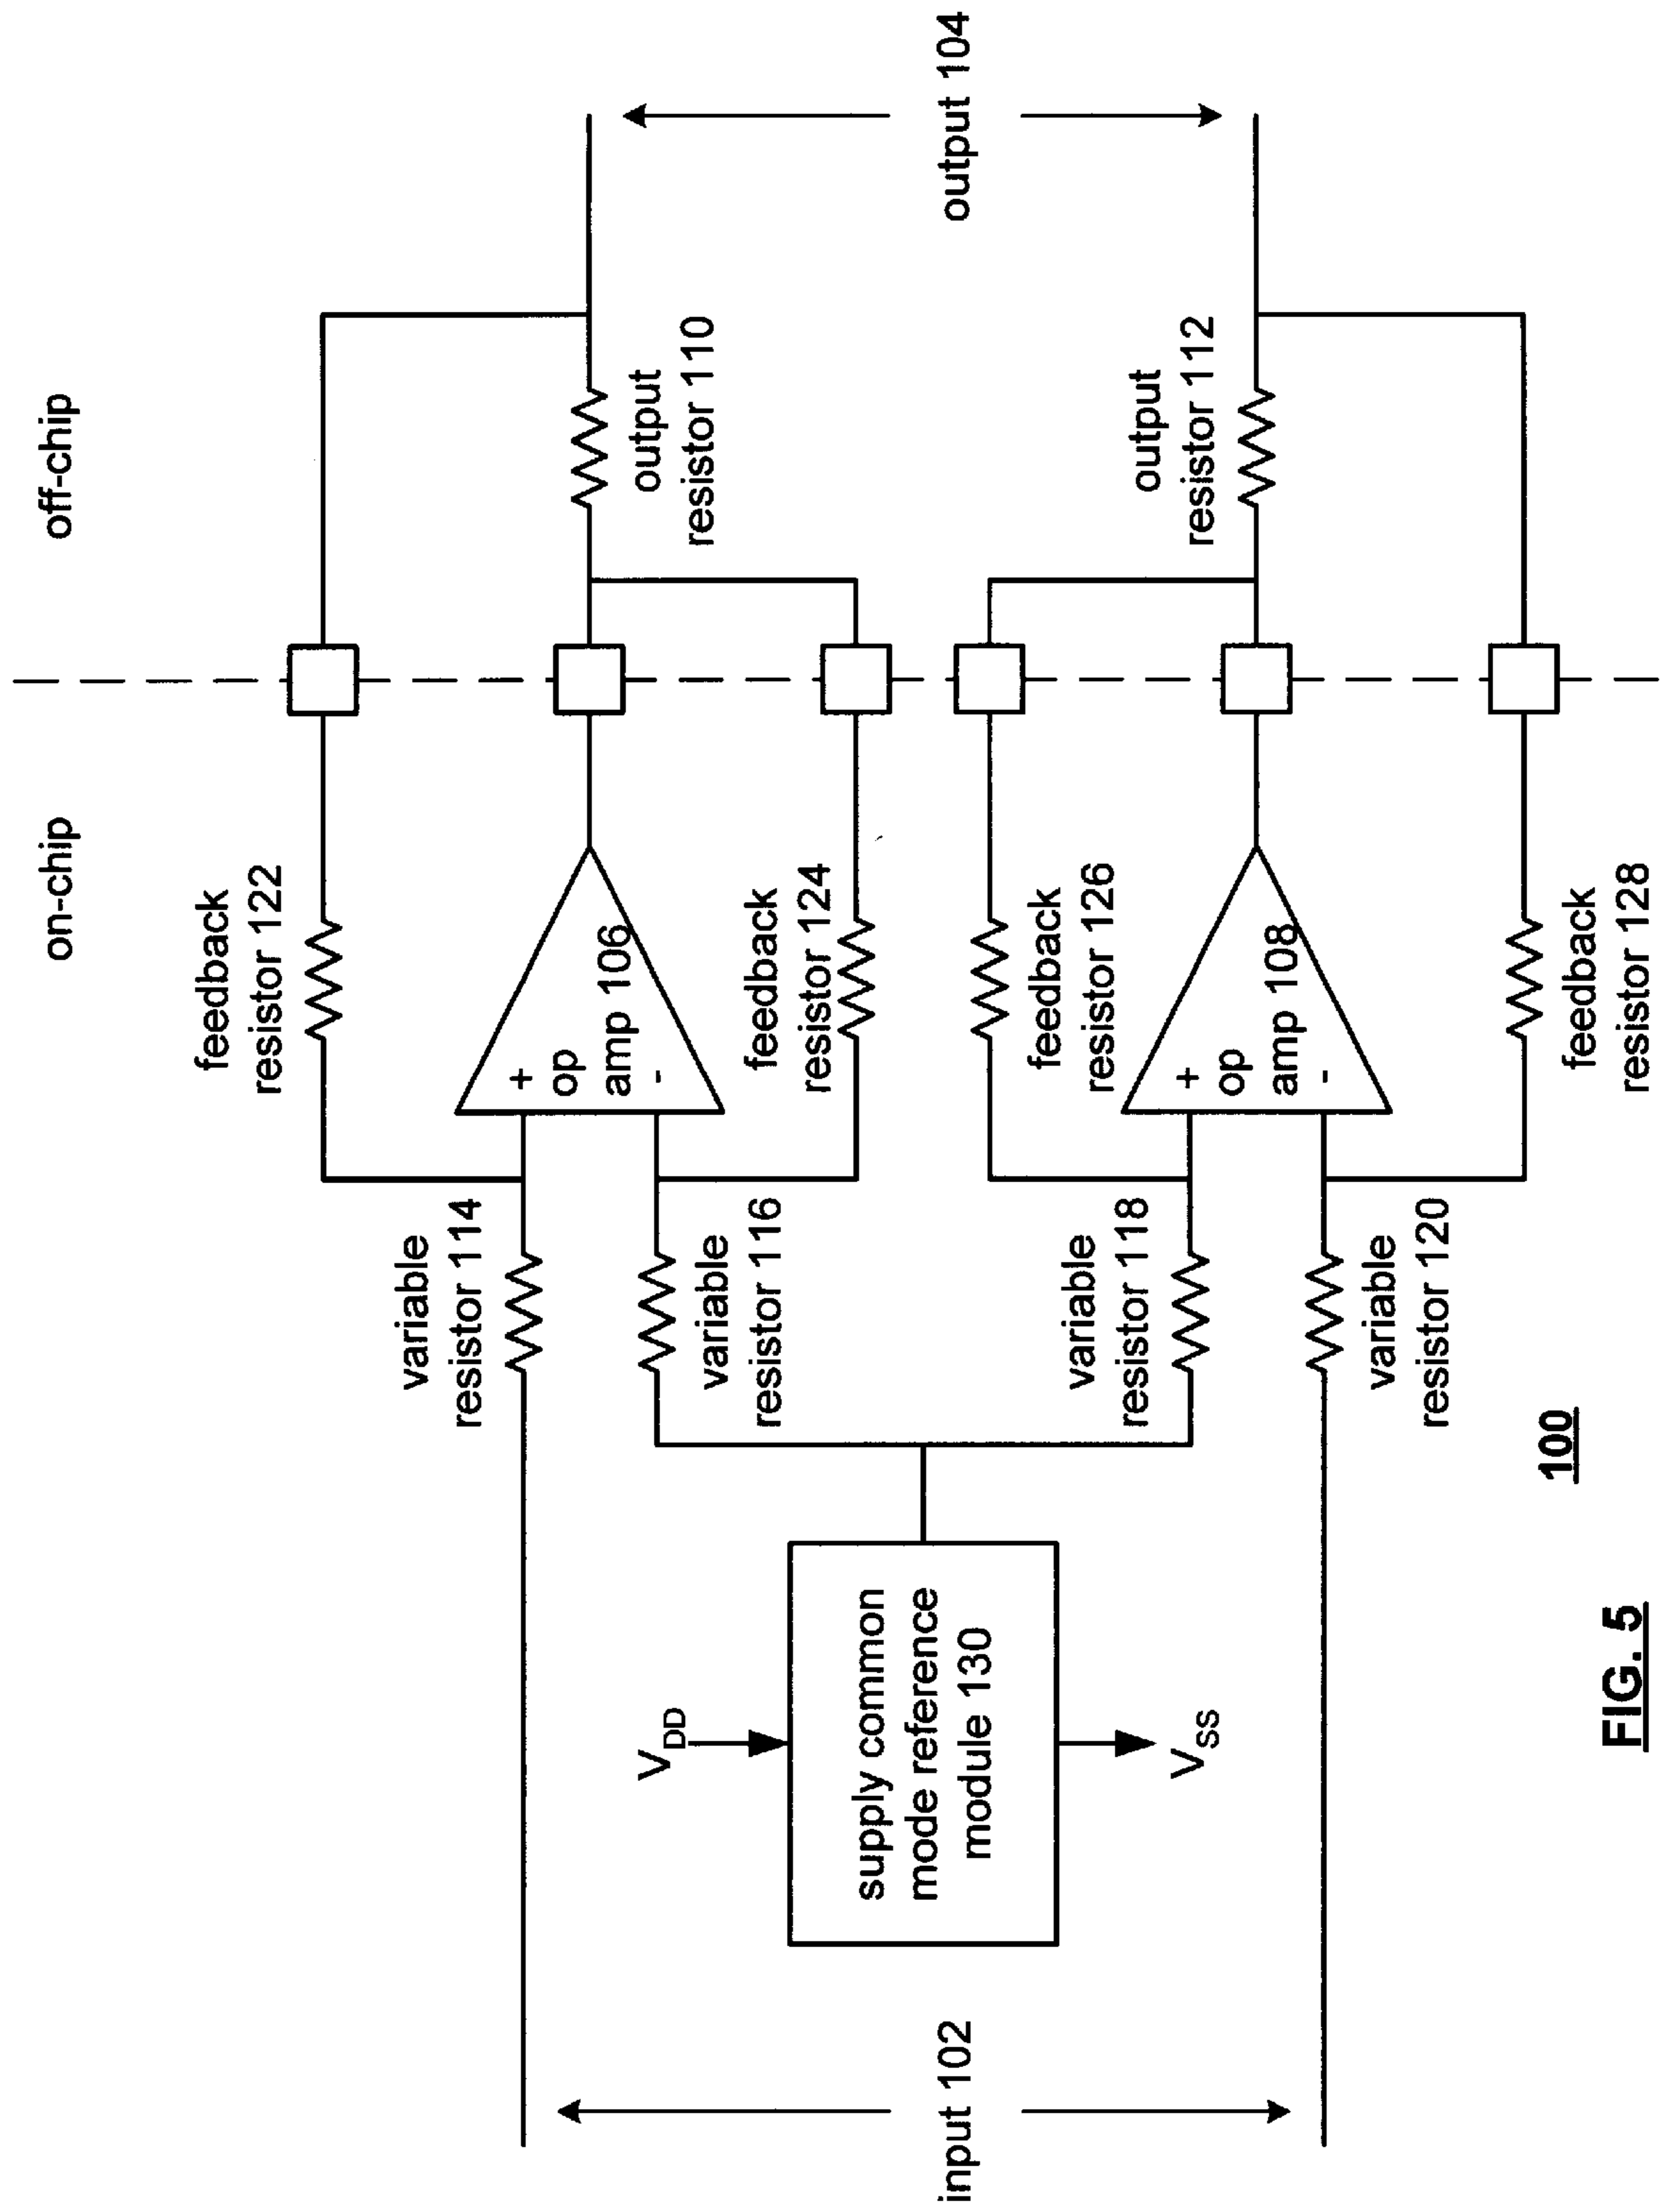 on-chip
off-chip
feedback
resistor 122
variable
resistor 114
+
op
amp 106
-
output
resistor 110
variable
resistor 116
feedback
resistor 124
V_DD
supply common
mode reference
module 130
V_SS
input 102
output 104
feedback
resistor 126
variable
resistor 118
+
op
amp 108
-
output
resistor 112
variable
resistor 120
feedback
resistor 128
100
FIG. 5